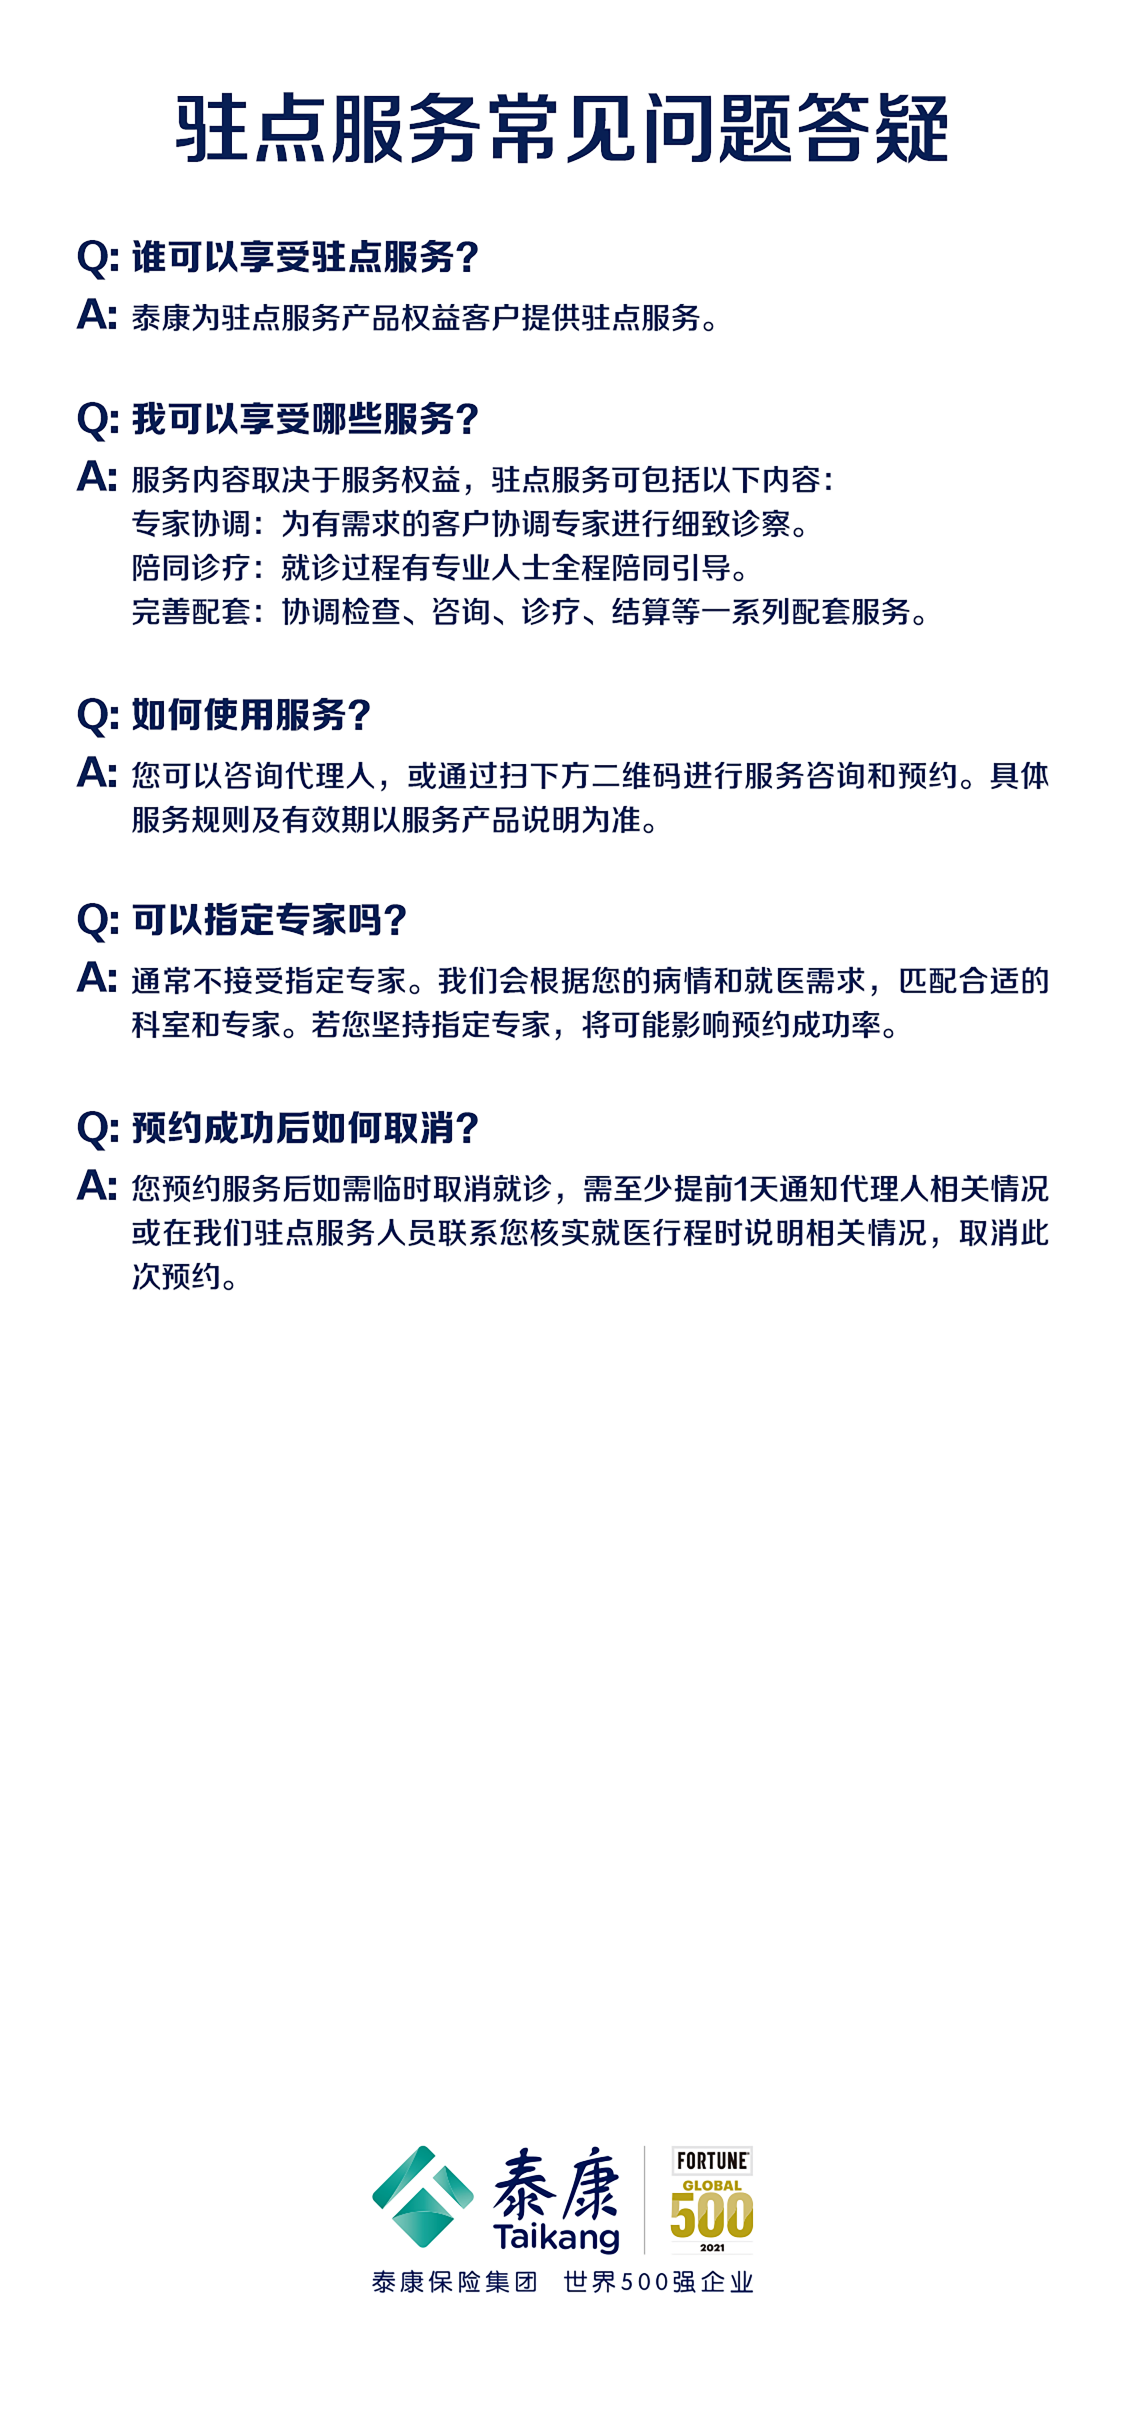 驻点服务常见问题答疑
Q: 谁可以享受驻点服务？
A: 泰康为驻点服务产品权益客户提供驻点服务。
Q: 我可以享受哪些服务？
A: 服务内容取决于服务权益，驻点服务可包括以下内容：
专家协调：为有需求的客户协调专家进行细致诊察。
陪同诊疗：就诊过程有专业人士全程陪同引导。
完善配套：协调检查、咨询、诊疗、结算等一系列配套服务。
Q: 如何使用服务？
A: 您可以咨询代理人，或通过扫下方二维码进行服务咨询和预约。具体
服务规则及有效期以服务产品说明为准。
Q: 可以指定专家吗？
A: 通常不接受指定专家。我们会根据您的病情和就医需求，匹配合适的
科室和专家。若您坚持指定专家，将可能影响预约成功率。
Q: 预约成功后如何取消？
A: 您预约服务后如需临时取消就诊，需至少提前1天通知代理人相关情况
或在我们驻点服务人员联系您核实就医行程时说明相关情况，取消此
次预约。
泰康
Taikang
FORTUNE
GLOBAL
500
2021
泰康保险集团 世界500强企业